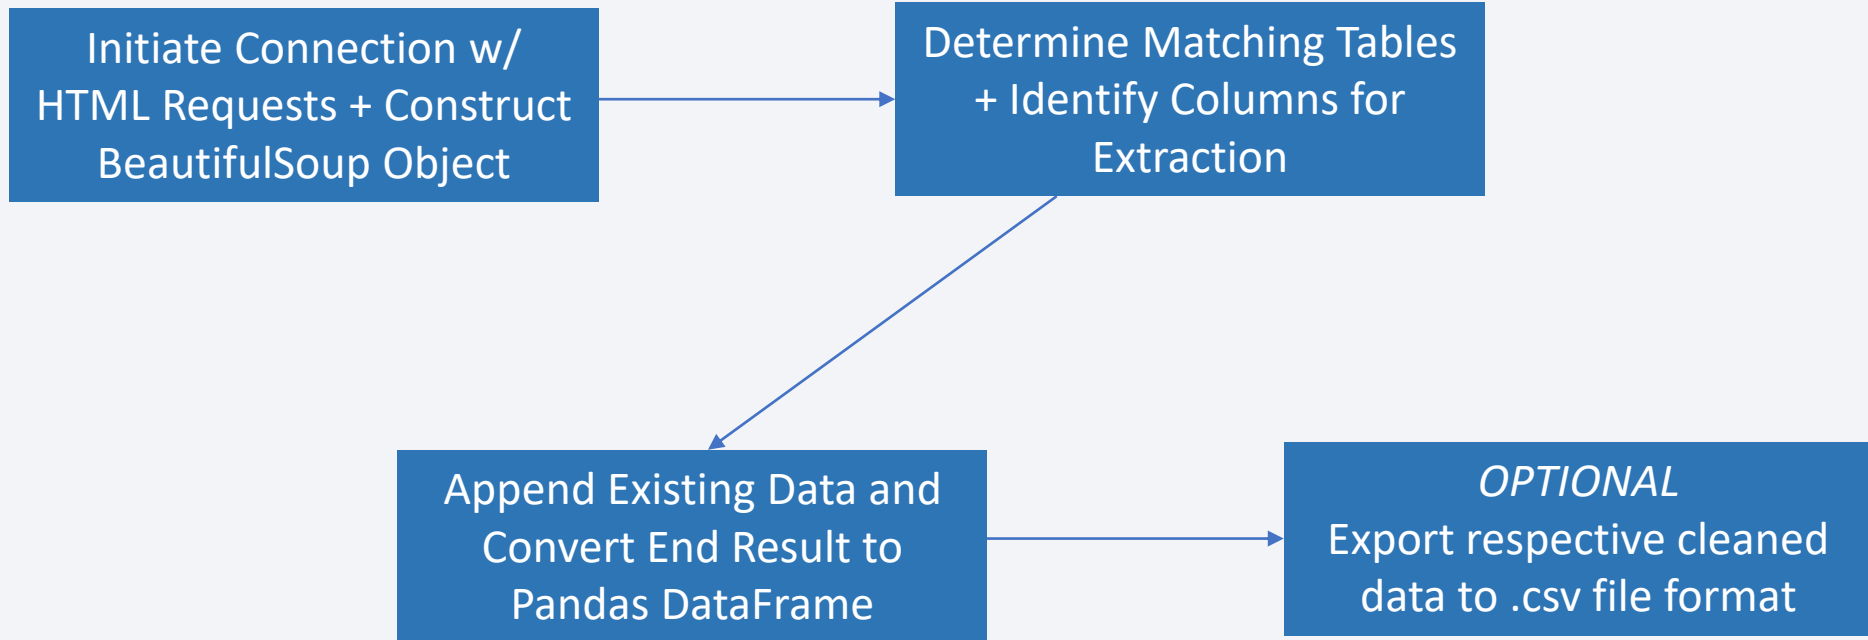 Initiate Connection w/
HTML Requests + Construct
BeautifulSoup Object
Determine Matching Tables
+ Identify Columns for
Extraction
Append Existing Data and
Convert End Result to
Pandas DataFrame
OPTIONAL
Export respective cleaned
data to .csv file format